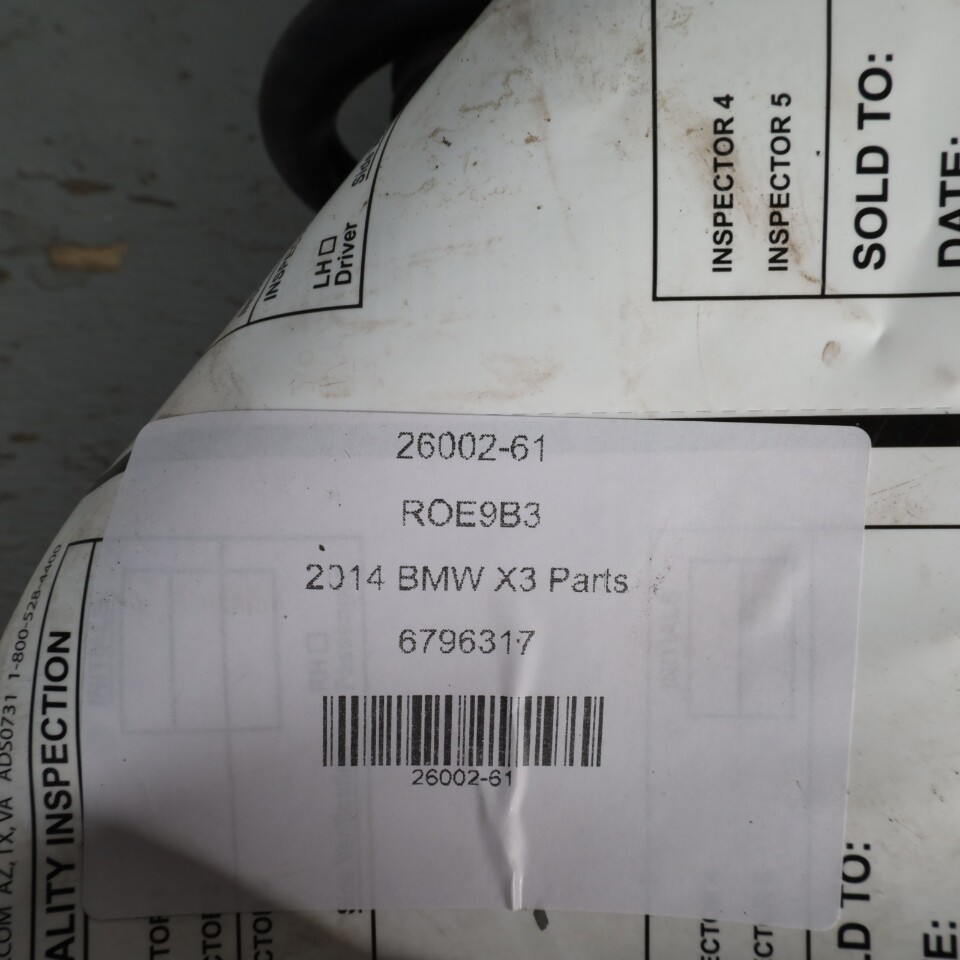 INSPECTOR 4
INSPECTOR 5
SOLD TO:
DATE:
LH
Driver
26002-61
ROE9B3
2014 BMW X3 Parts
6796317
26002-61
.COM AZ, TX, VA ADS0731 1-800-528-4400
ALITY INSPECTION
LD TO:
E: